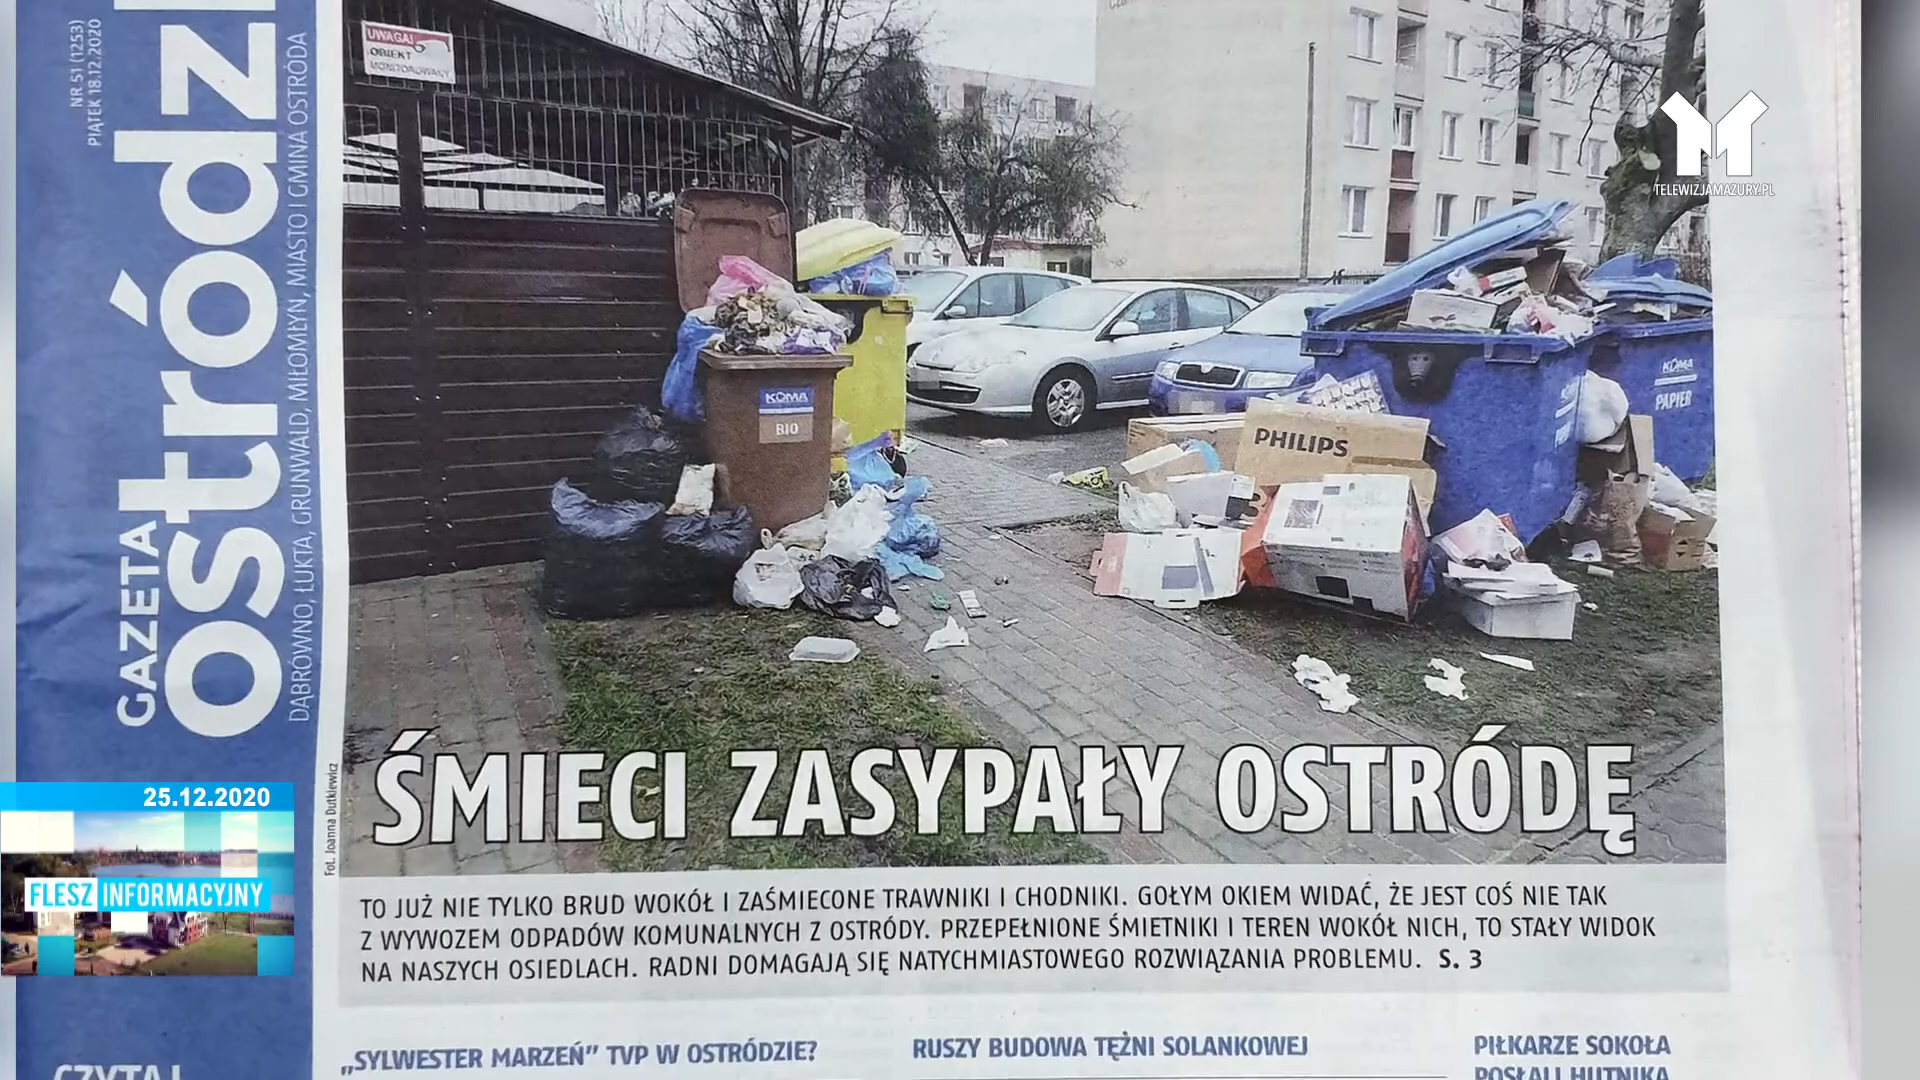 NR 51 (1253)
PIĄTEK 18.12.2020
GAZETA
DĄBRÓWNO, ŁUKTA, GRUNWALD, MIŁOMŁYN, MIASTO I GMINA OSTRÓDA
UWAGA!
OBIEKT
MONITOROWANY
TELEWIZJAMAZURY.PL
KOMA
BIO
PHILIPS
KOMA
PAPIER
Fot. Joanna Dutkiewicz
ŚMIECI ZASYPAŁY OSTRÓDĘ
TO JUŻ NIE TYLKO BRUD WOKÓŁ I ZAŚMIECONE TRAWNIKI I CHODNIKI. GOŁYM OKIEM WIDAĆ, ŻE JEST COŚ NIE TAK
Z WYWOZEM ODPADÓW KOMUNALNYCH Z OSTRÓDY. PRZEPEŁNIONE ŚMIETNIKI I TEREN WOKÓŁ NICH, TO STAŁY WIDOK
NA NASZYCH OSIEDLACH. RADNI DOMAGAJĄ SIĘ NATYCHMIASTOWEGO ROZWIĄZANIA PROBLEMU. S. 3
25.12.2020
FLESZ INFORMACYJNY
„SYLWESTER MARZEŃ” TVP W OSTRÓDZIE?
RUSZY BUDOWA TĘŻNI SOLANKOWEJ
PIŁKARZE SOKOŁA
POSŁALI HUTNIKA